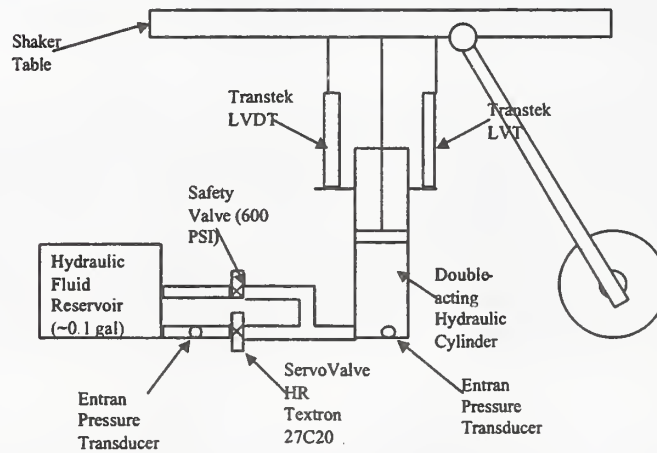 Shaker
Table
Transtek
LVDT
Transtek
LVT
Safety
Valve (600
PSI)
Hydraulic
Fluid
Reservoir
(~0.1 gal)
Double-
acting
Hydraulic
Cylinder
Entran
Pressure
Transducer
ServoValve
HR
Textron
27C20
Entran
Pressure
Transducer